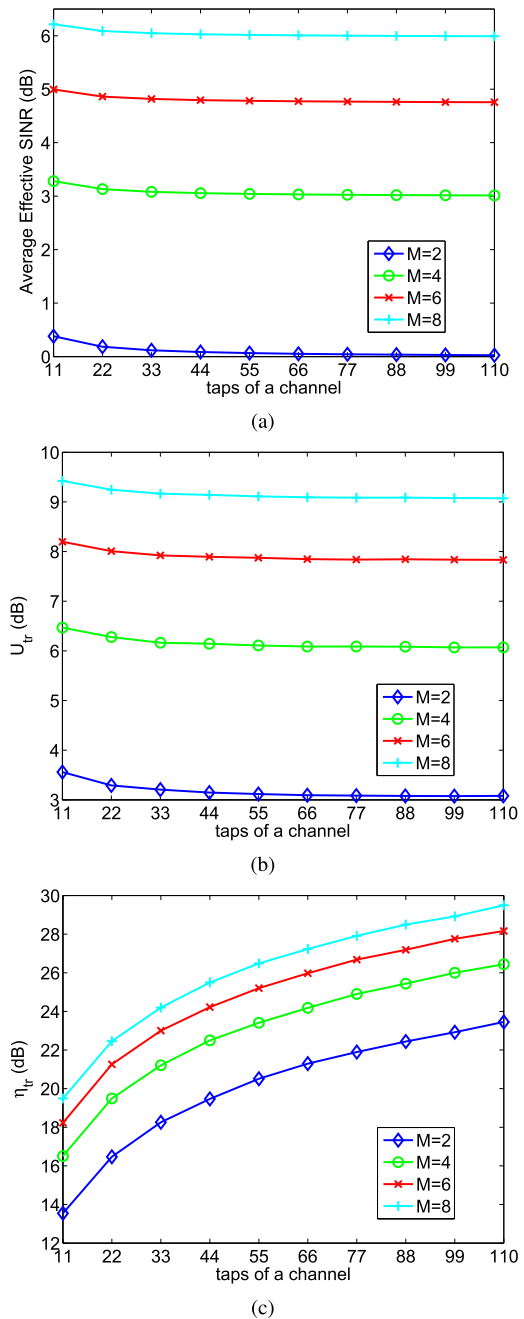 6
5
4
3
2
1
0
Average Effective SINR (dB)
M=2
M=4
M=6
M=8
11 22 33 44 55 66 77 88 99 110
taps of a channel
(a)
10
9
8
7
6
5
4
3
U_tr (dB)
M=2
M=4
M=6
M=8
11 22 33 44 55 66 77 88 99 110
taps of a channel
(b)
30
28
26
24
22
20
18
16
14
12
η_tr (dB)
M=2
M=4
M=6
M=8
11 22 33 44 55 66 77 88 99 110
taps of a channel
(c)